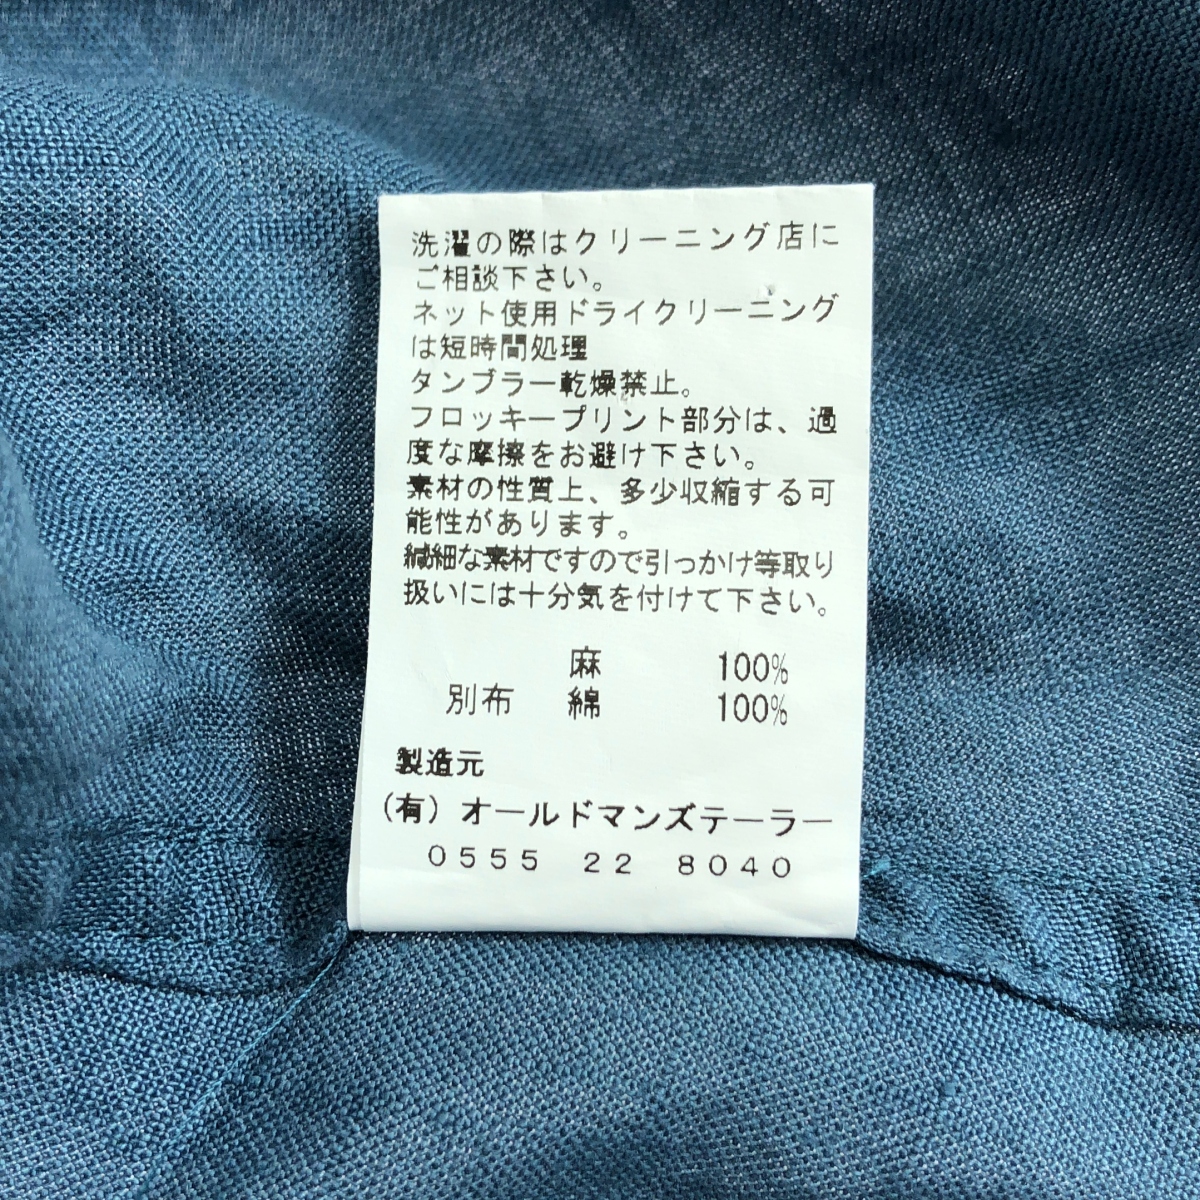 洗濯の際はクリーニング店に
ご相談下さい。
ネット使用ドライクリーニング
は短時間処理
タンブラー乾燥禁止。
フロッキープリント部分は、過
度な摩擦をお避け下さい。
素材の性質上、多少収縮する可
能性があります。
繊細な素材ですので引っかけ等取り
扱いには十分気を付けて下さい。
麻 100%
別布 綿 100%
製造元
(有) オールドマンズテーラー
0555 22 8040